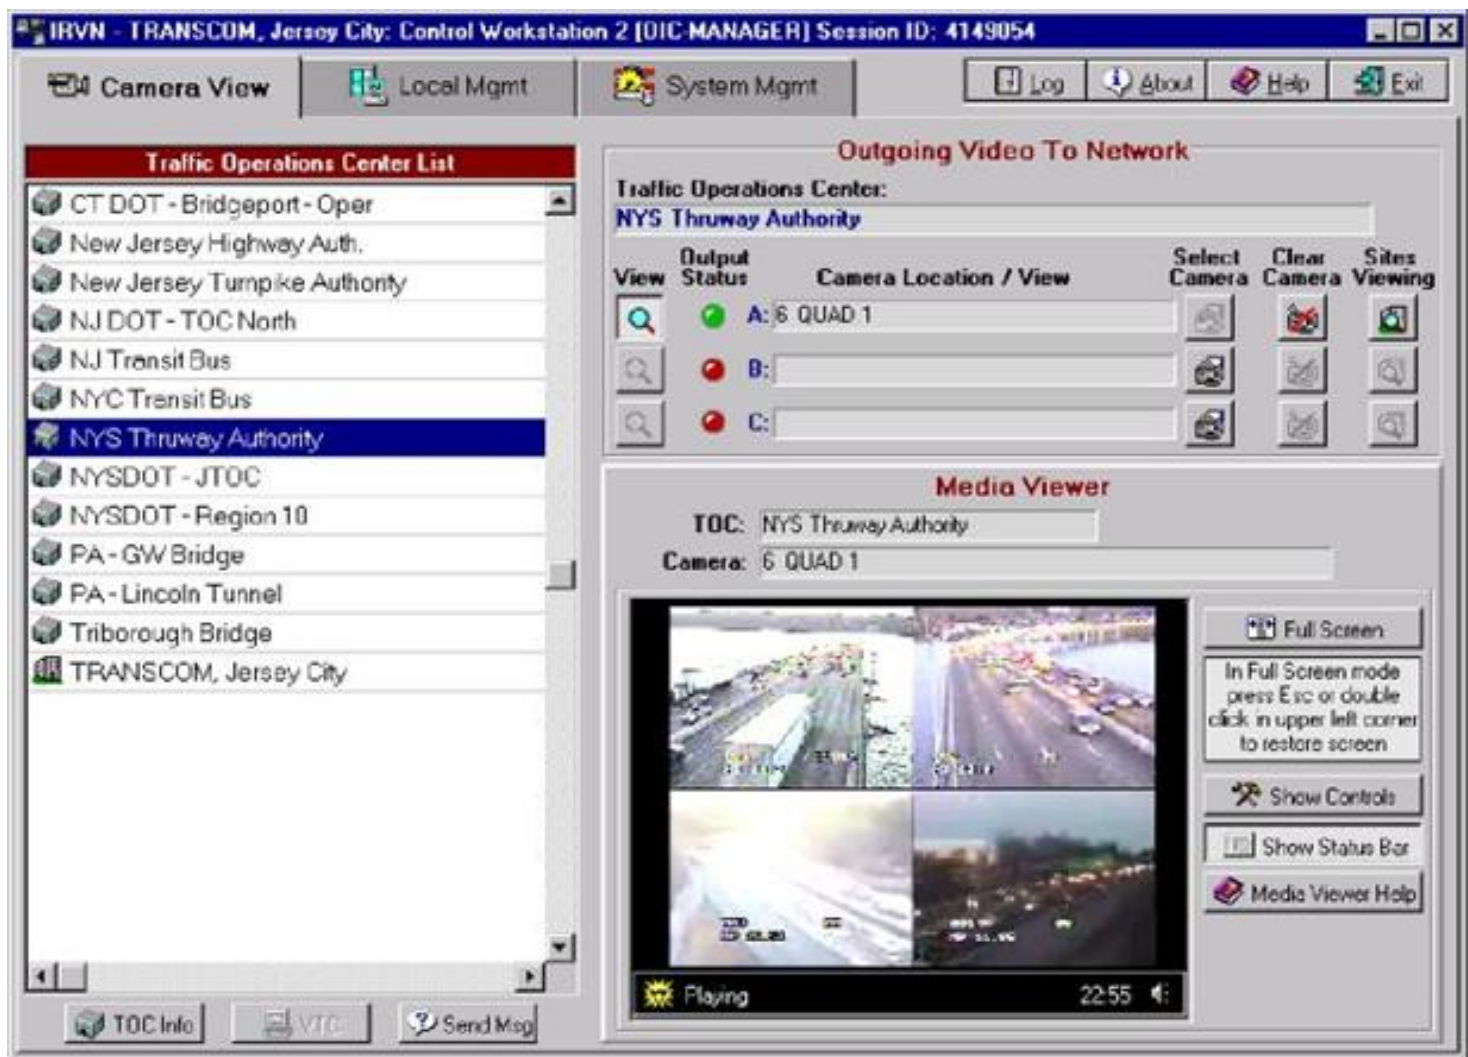 IRVN - TRANSCOM, Jersey City: Control Workstation 2 [OIC-MANAGER] Session ID: 4149054
Camera View
Local Mgmt
System Mgmt
Log
About
Help
Exit
Traffic Operations Center List
CT DOT - Bridgeport - Oper
New Jersey Highway Auth.
New Jersey Turnpike Authority
NJ DOT - TOC North
NJ Transit Bus
NYC Transit Bus
NYS Thruway Authority
NYSDOT - JTOC
NYSDOT - Region 10
PA - GW Bridge
PA - Lincoln Tunnel
Triborough Bridge
TRANSCOM, Jersey City
TOC Info
VTC
Send Msg
Outgoing Video To Network
Traffic Operations Center:
NYS Thruway Authority
View
Output Status
Camera Location / View
Select Camera
Clear Camera
Sites Viewing
A: 6 QUAD 1
B:
C:
Media Viewer
TOC: NYS Thruway Authority
Camera: 6 QUAD 1
Full Screen
In Full Screen mode
press Esc or double
click in upper left corner
to restore screen
Show Controls
Show Status Bar
Media Viewer Help
Playing
22:55